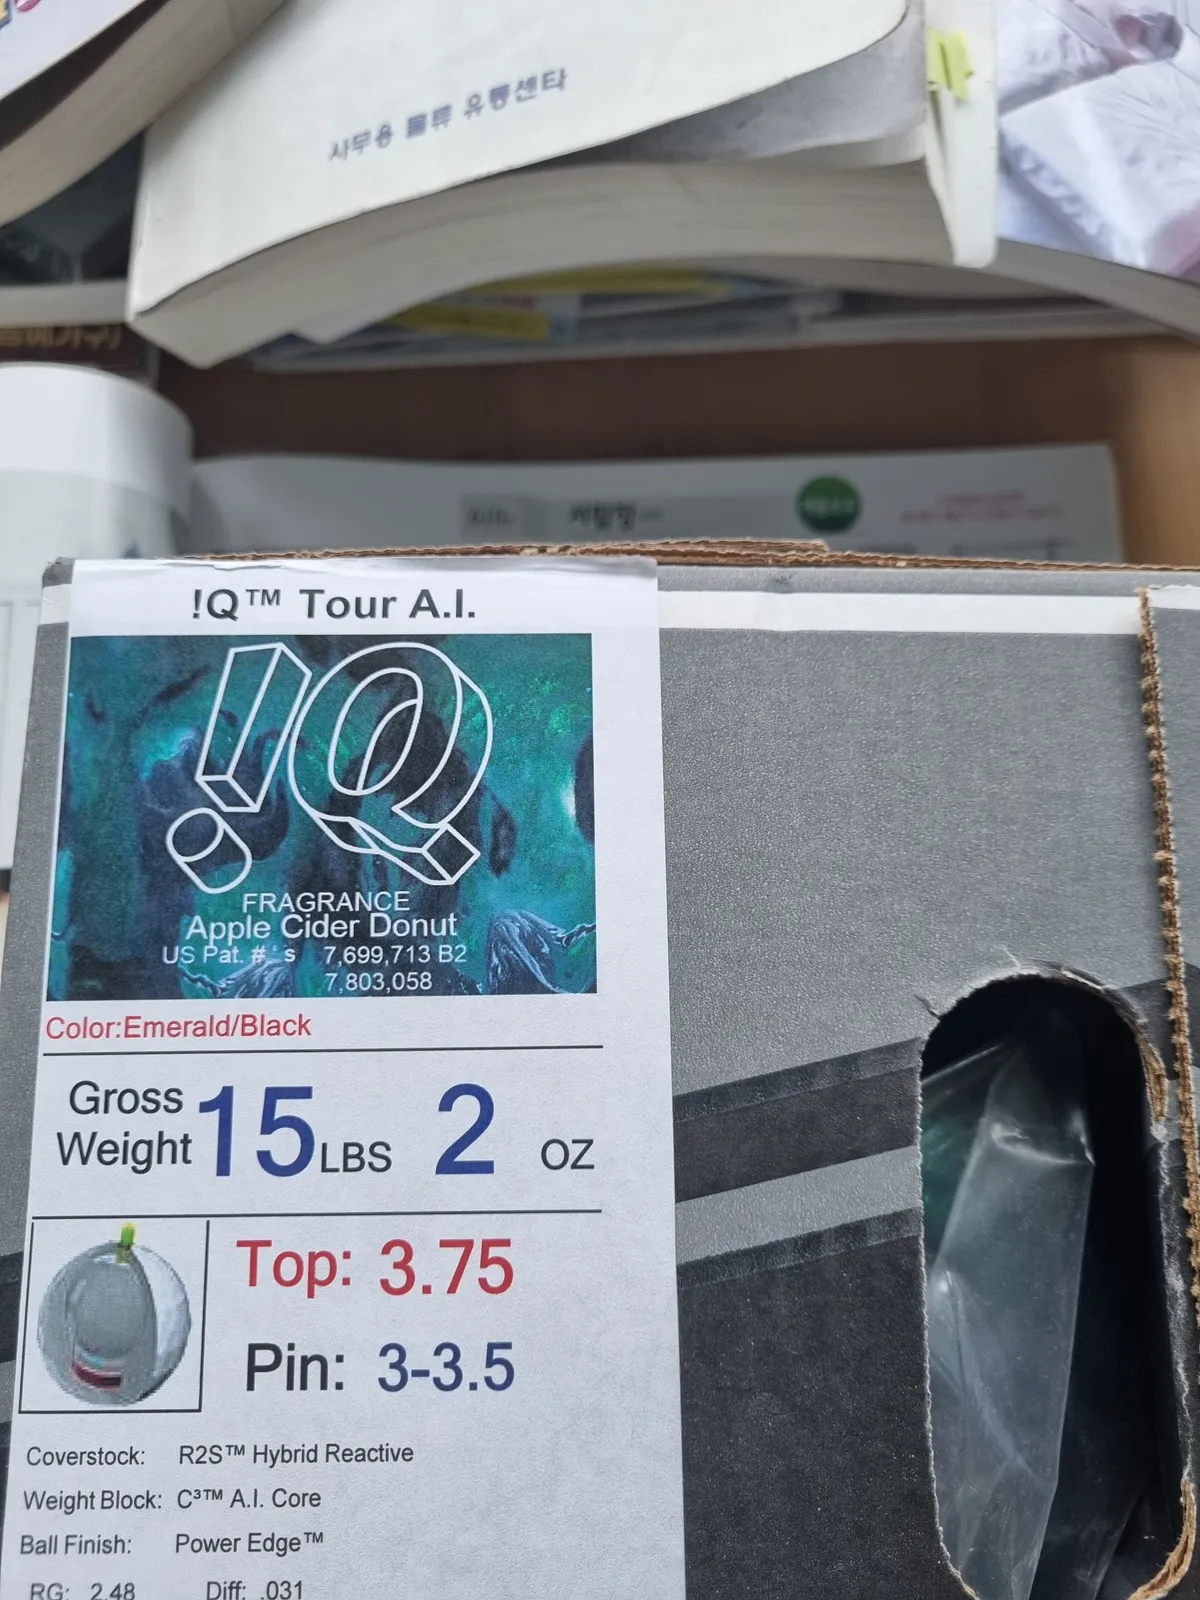 사무용 물류 유통센타
!Q™ Tour A.I.
!Q
FRAGRANCE
Apple Cider Donut
US Pat. #'s 7,699,713 B2
7,803,058
Color:Emerald/Black
Gross Weight 15 LBS 2 OZ
Top: 3.75
Pin: 3-3.5
Coverstock: R2S™ Hybrid Reactive
Weight Block: C³™ A.I. Core
Ball Finish: Power Edge™
RG: 2.48 Diff: .031